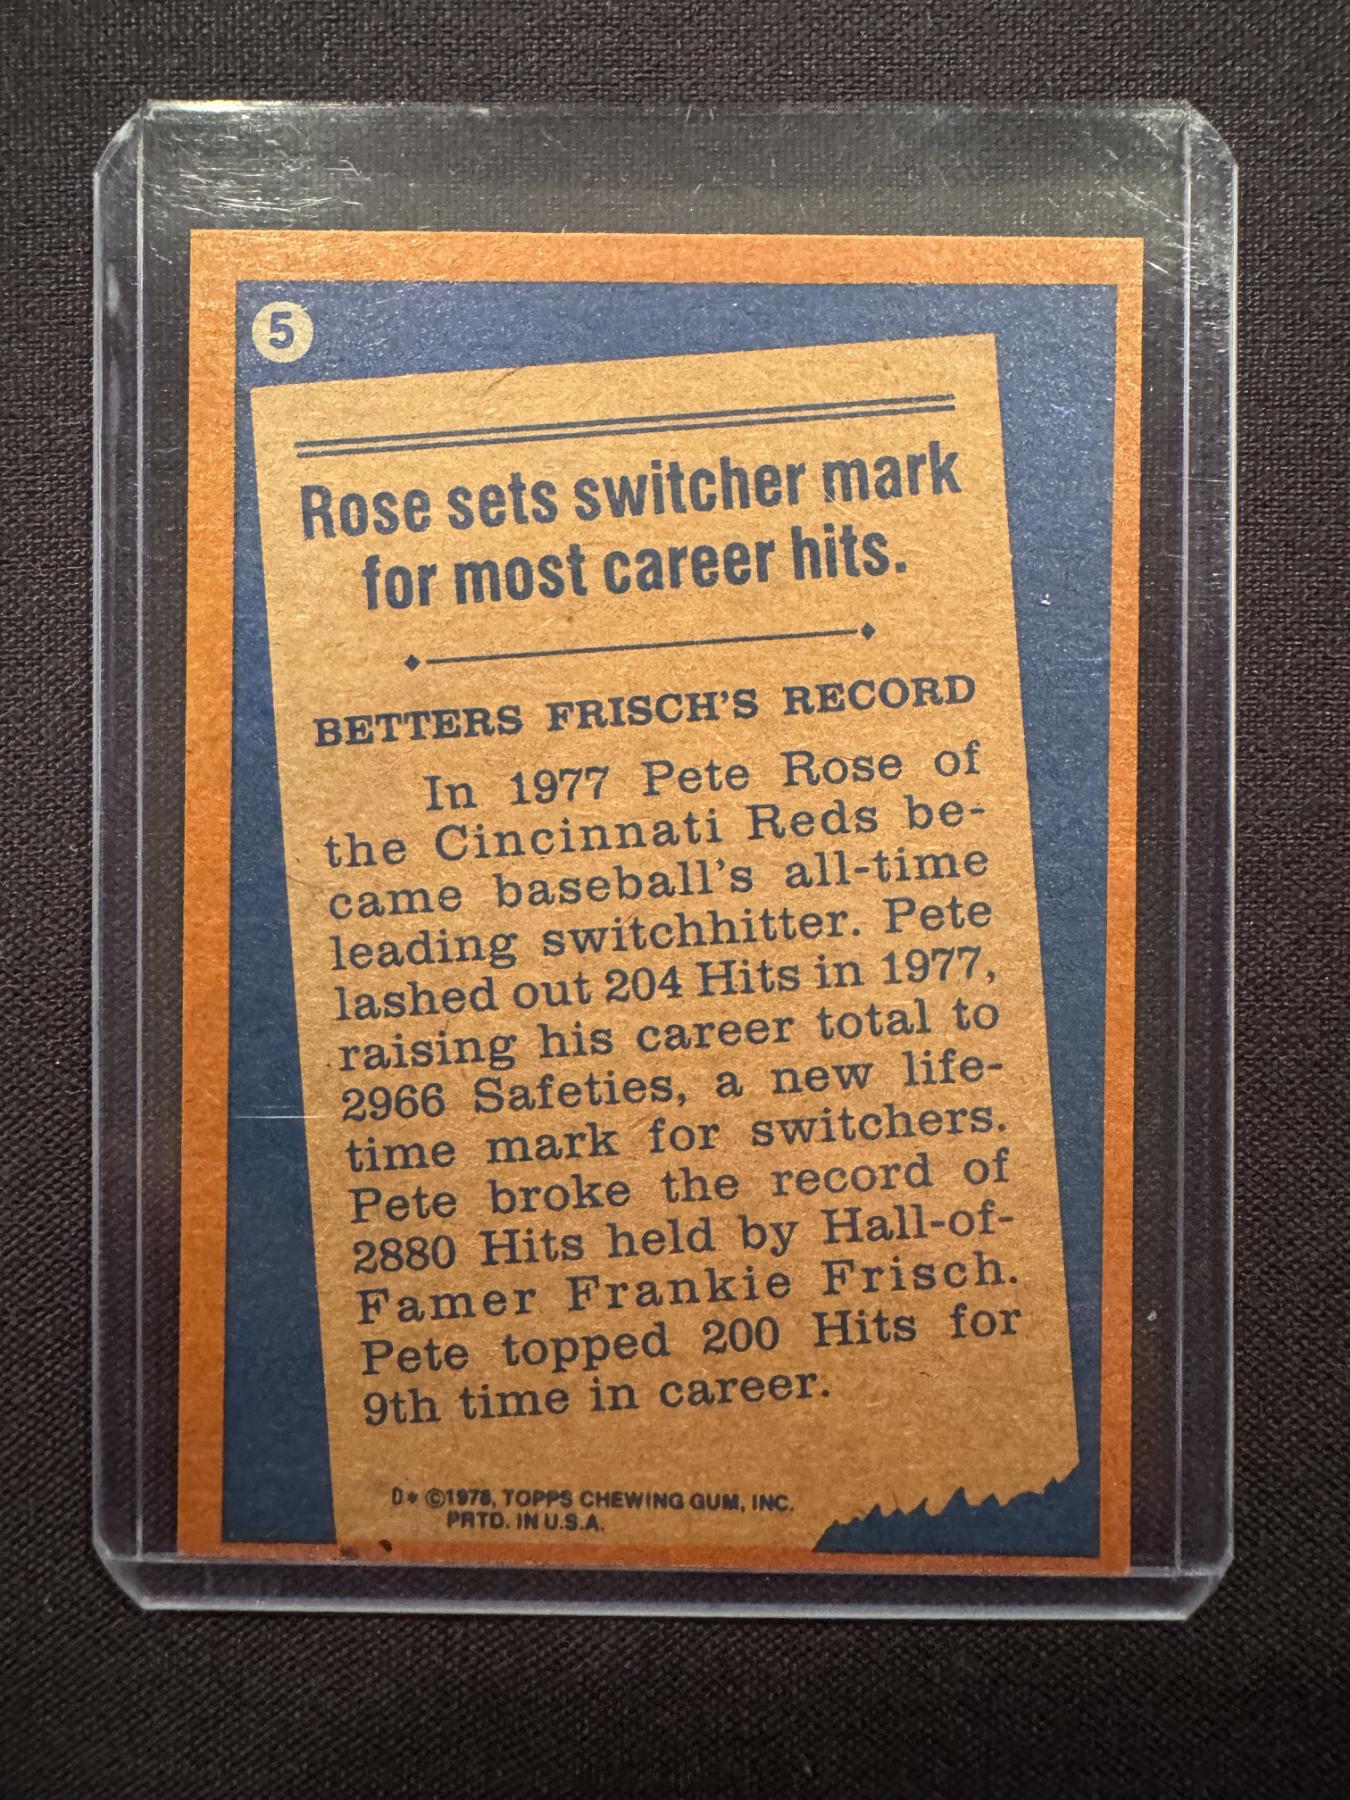 5
Rose sets switcher mark
for most career hits.
BETTERS FRISCH'S RECORD
In 1977 Pete Rose of
the Cincinnati Reds be-
came baseball's all-time
leading switchhitter. Pete
lashed out 204 Hits in 1977,
raising his career total to
2966 Safeties, a new life-
time mark for switchers.
Pete broke the record of
2880 Hits held by Hall-of-
Famer Frankie Frisch.
Pete topped 200 Hits for
9th time in career.
D* ©1978, TOPPS CHEWING GUM, INC.
PRTD. IN U.S.A.